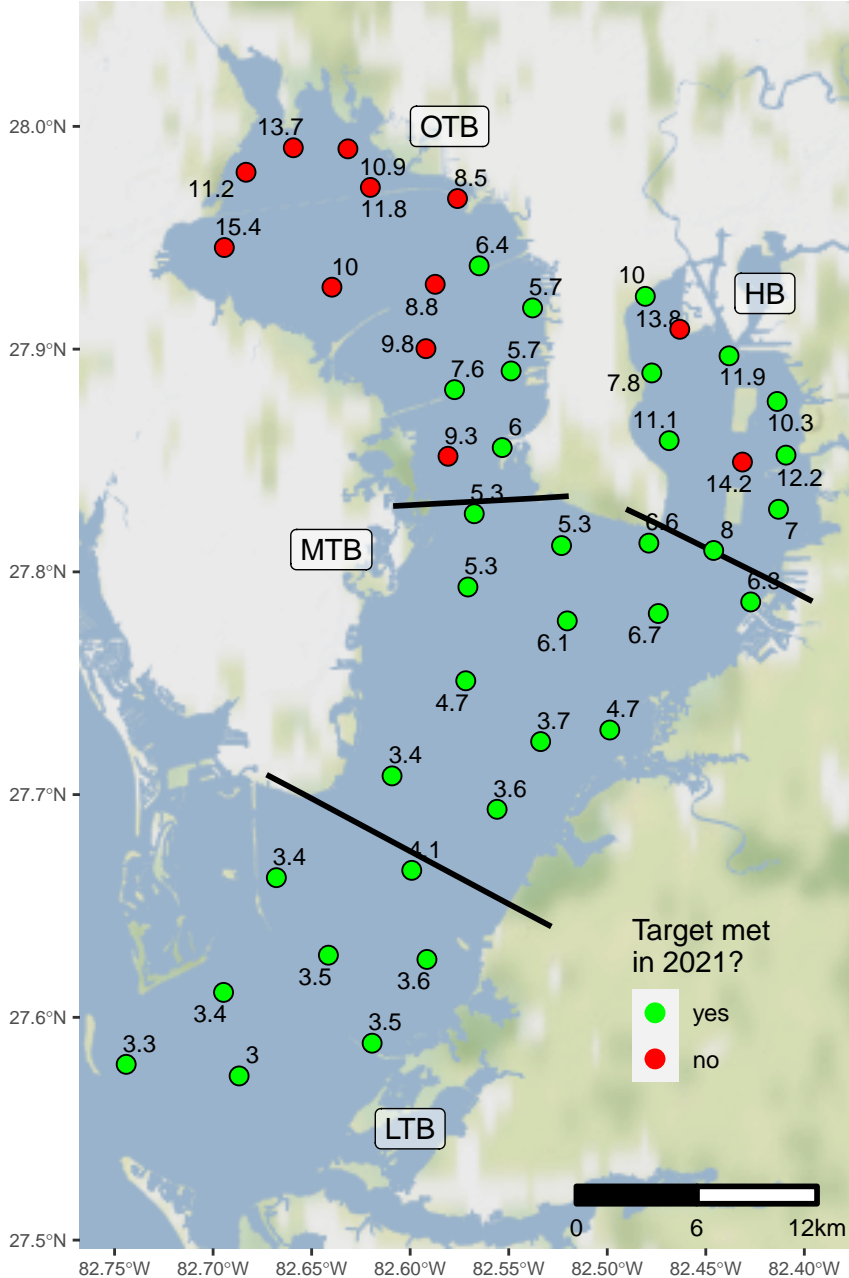 28.0°N
13.7
OTB
11.2
10.9
11.8
8.5
15.4
6.4
10
8.8
5.7
10
13.8
HB
27.9°N
9.8
7.6
5.7
7.8
11.9
11.1
10.3
9.3
6
14.2
12.2
5.3
MTB
5.3
6.6
8
7
27.8°N
5.3
6.3
6.1
6.7
4.7
3.7
4.7
3.4
3.6
27.7°N
4.1
3.4
3.5
3.6
3.4
Target met
in 2021?
yes
no
27.6°N
3.5
3.3
3
LTB
0
6
12km
27.5°N
82.75°W 82.70°W 82.65°W 82.60°W 82.55°W 82.50°W 82.45°W 82.40°W